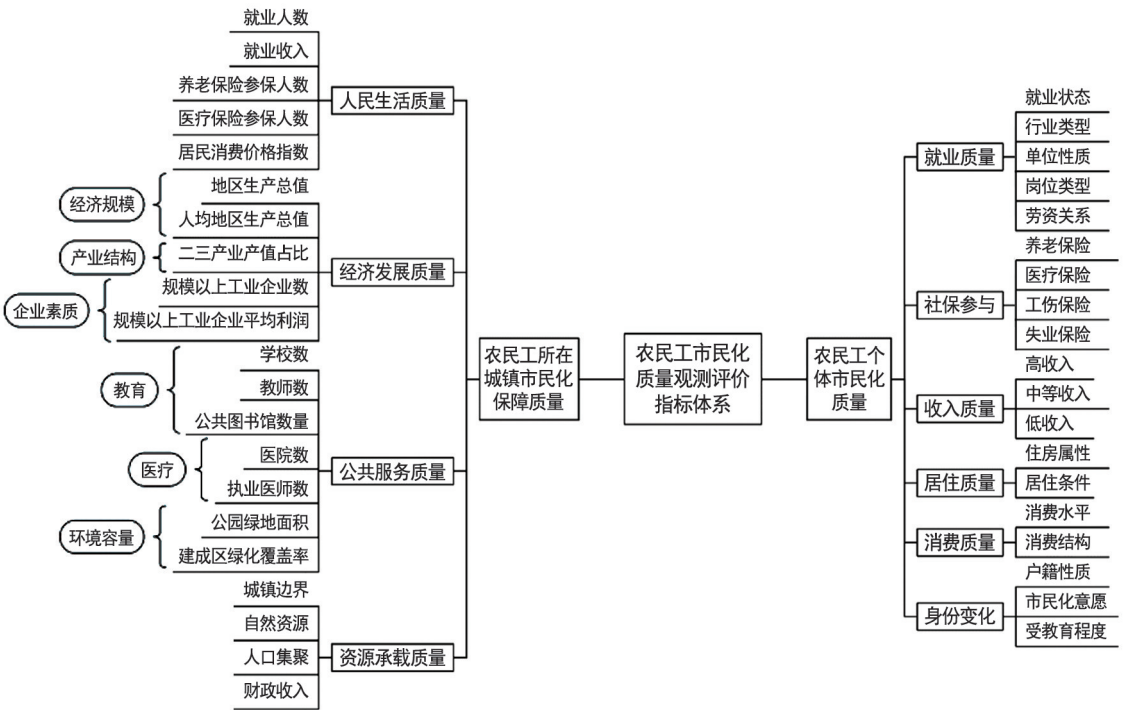 就业人数
就业收入
养老保险参保人数
医疗保险参保人数
居民消费价格指数
人民生活质量
经济规模
地区生产总值
人均地区生产总值
产业结构
二三产业产值占比
企业素质
规模以上工业企业数
规模以上工业企业平均利润
经济发展质量
教育
学校数
教师数
公共图书馆数量
医疗
医院数
执业医师数
环境容量
公园绿地面积
建成区绿化覆盖率
公共服务质量
城镇边界
自然资源
人口集聚
财政收入
资源承载质量
农民工所在
城镇市民化
保障质量
农民工市民化
质量观测评价
指标体系
农民工个
体市民化
质量
就业质量
就业状态
行业类型
单位性质
岗位类型
劳资关系
社保参与
养老保险
医疗保险
工伤保险
失业保险
收入质量
高收入
中等收入
低收入
居住质量
住房属性
居住条件
消费质量
消费水平
消费结构
身份变化
户籍性质
市民化意愿
受教育程度